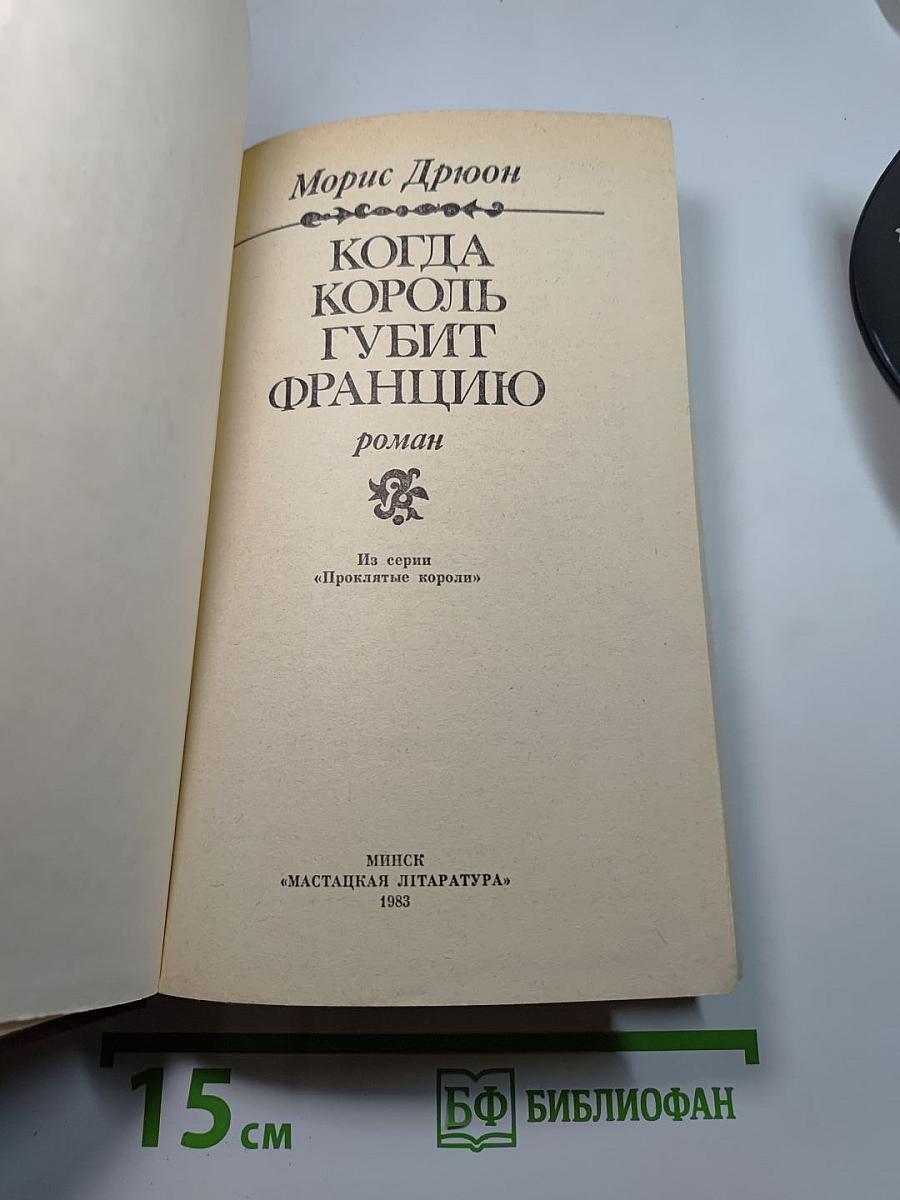 Морис Дрюон
КОГДА
КОРОЛЬ
ГУБИТ
ФРАНЦИЮ
роман
Из серии
«Проклятые короли»
МИНСК
«МАСТАЦКАЯ ЛІТАРАТУРА»
1983
15 см
БФ БИБЛИОФАН